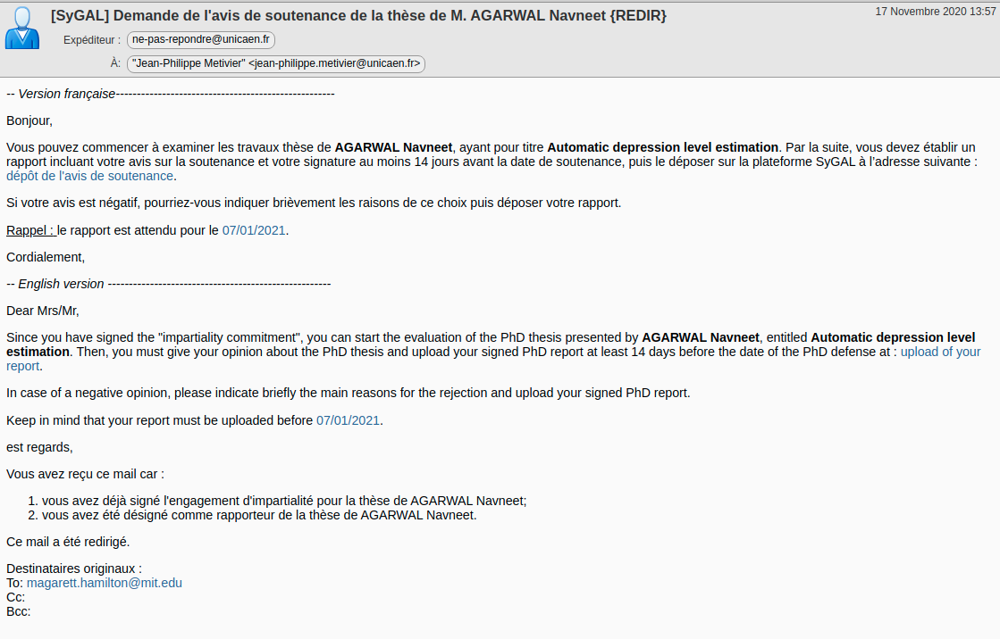 [SyGAL] Demande de l'avis de soutenance de la thèse de M. AGARWAL Navneet {REDIR}
17 Novembre 2020 13:57
Expéditeur : ne-pas-repondre@unicaen.fr
À: "Jean-Philippe Metivier" <jean-philippe.metivier@unicaen.fr>
-- Version française----------------------------------------------------
Bonjour,
Vous pouvez commencer à examiner les travaux thèse de AGARWAL Navneet, ayant pour titre Automatic depression level estimation. Par la suite, vous devez établir un
rapport incluant votre avis sur la soutenance et votre signature au moins 14 jours avant la date de soutenance, puis le déposer sur la plateforme SyGAL à l'adresse suivante :
dépôt de l'avis de soutenance.
Si votre avis est négatif, pourriez-vous indiquer brièvement les raisons de ce choix puis déposer votre rapport.
Rappel : le rapport est attendu pour le 07/01/2021.
Cordialement,
-- English version -----------------------------------------------------
Dear Mrs/Mr,
Since you have signed the "impartiality commitment", you can start the evaluation of the PhD thesis presented by AGARWAL Navneet, entitled Automatic depression level
estimation. Then, you must give your opinion about the PhD thesis and upload your signed PhD report at least 14 days before the date of the PhD defense at : upload of your
report.
In case of a negative opinion, please indicate briefly the main reasons for the rejection and upload your signed PhD report.
Keep in mind that your report must be uploaded before 07/01/2021.
est regards,
Vous avez reçu ce mail car :
1. vous avez déjà signé l'engagement d'impartialité pour la thèse de AGARWAL Navneet;
2. vous avez été désigné comme rapporteur de la thèse de AGARWAL Navneet.
Ce mail a été redirigé.
Destinataires originaux :
To: magarett.hamilton@mit.edu
Cc:
Bcc: